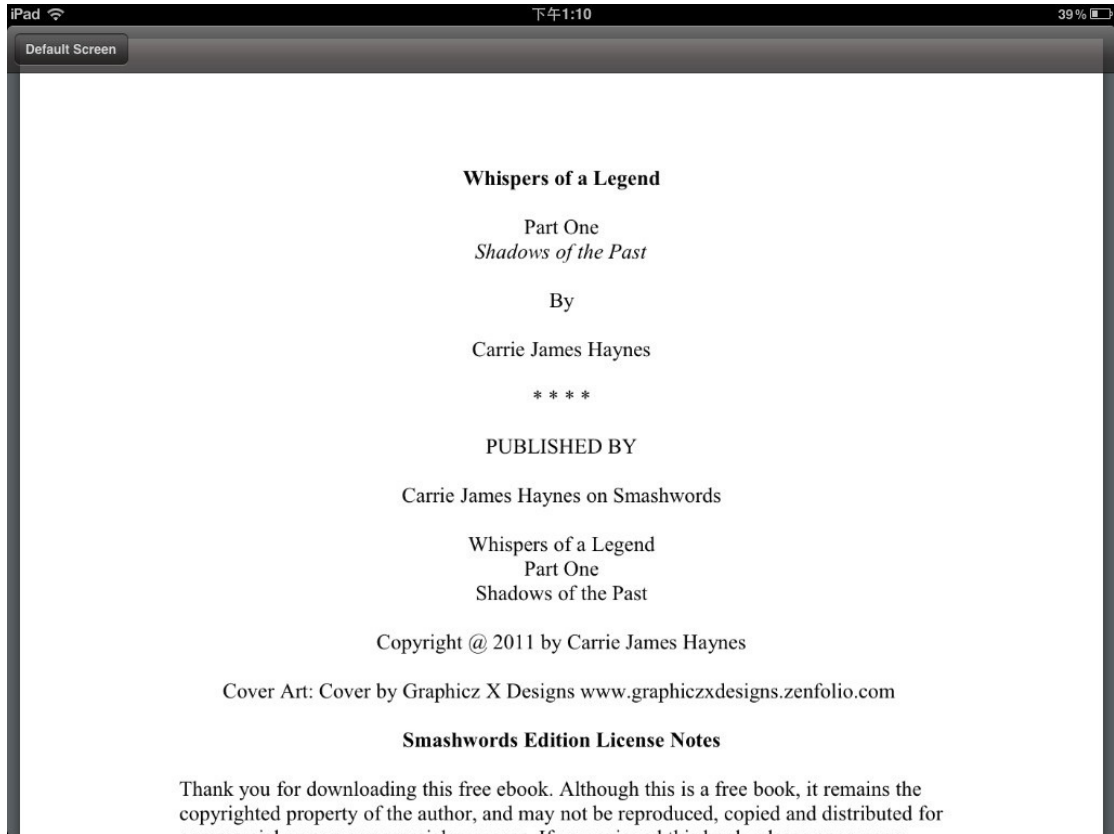 iPad 下午1:10 39%
Default Screen
Whispers of a Legend
Part One
Shadows of the Past
By
Carrie James Haynes
* * * *
PUBLISHED BY
Carrie James Haynes on Smashwords
Whispers of a Legend
Part One
Shadows of the Past
Copyright @ 2011 by Carrie James Haynes
Cover Art: Cover by Graphicz X Designs www.graphiczxdesigns.zenfolio.com
Smashwords Edition License Notes
Thank you for downloading this free ebook. Although this is a free book, it remains the
copyrighted property of the author, and may not be reproduced, copied and distributed for